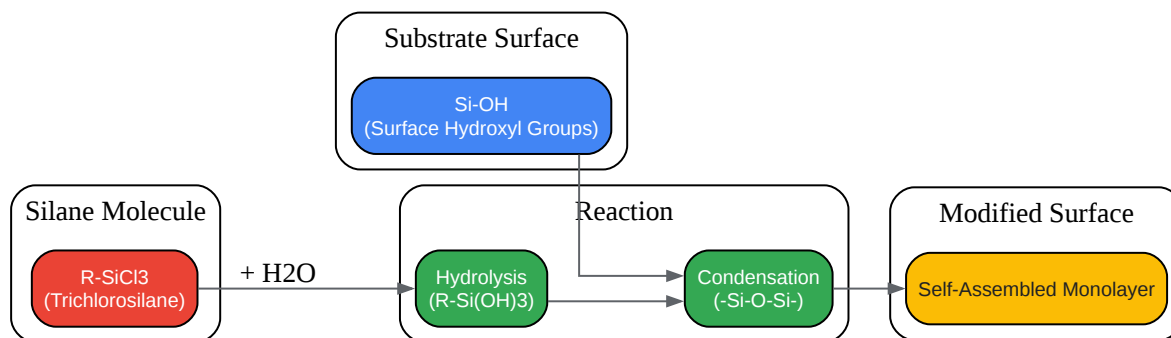 Substrate Surface
Si-OH
(Surface Hydroxyl Groups)
Silane Molecule
R-SiCl3
(Trichlorosilane)
+ H2O
Reaction
Hydrolysis
(R-Si(OH)3)
Condensation
(-Si-O-Si-)
Modified Surface
Self-Assembled Monolayer